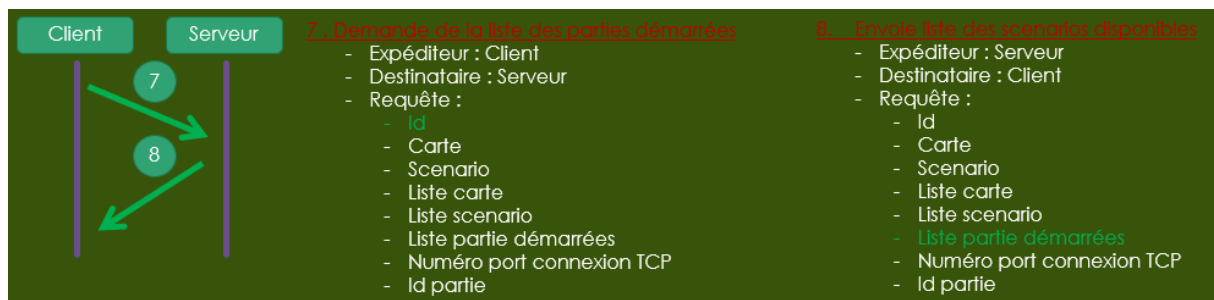 Client
Serveur
7
8
7 . Demande de la liste des parties démarrées
- Expéditeur : Client
- Destinataire : Serveur
- Requête :
- Id
- Carte
- Scenario
- Liste carte
- Liste scenario
- Liste partie démarrées
- Numéro port connexion TCP
- Id partie
8. Envoie liste des scenarios disponibles
- Expéditeur : Serveur
- Destinataire : Client
- Requête :
- Id
- Carte
- Scenario
- Liste carte
- Liste scenario
- Liste partie démarrées
- Numéro port connexion TCP
- Id partie